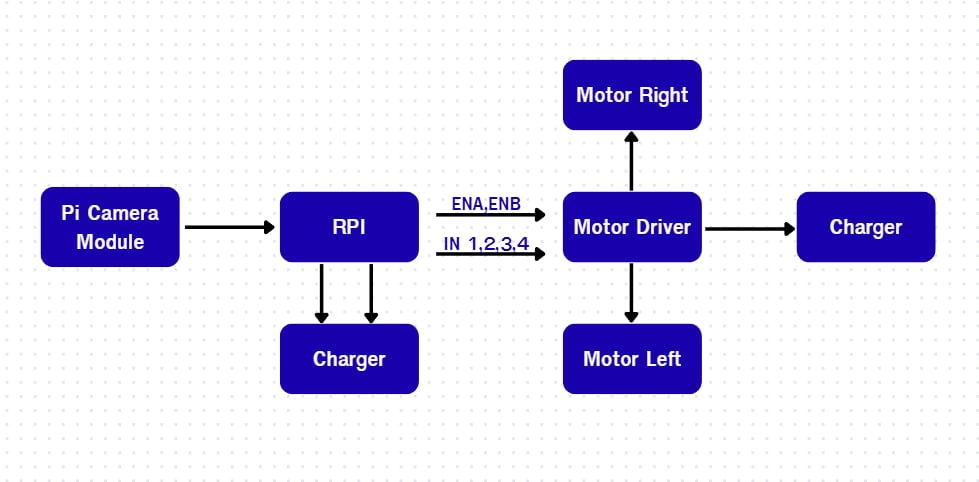 Motor Right
Pi Camera
Module
RPI
ENA,ENB
IN 1,2,3,4
Motor Driver
Charger
Charger
Motor Left